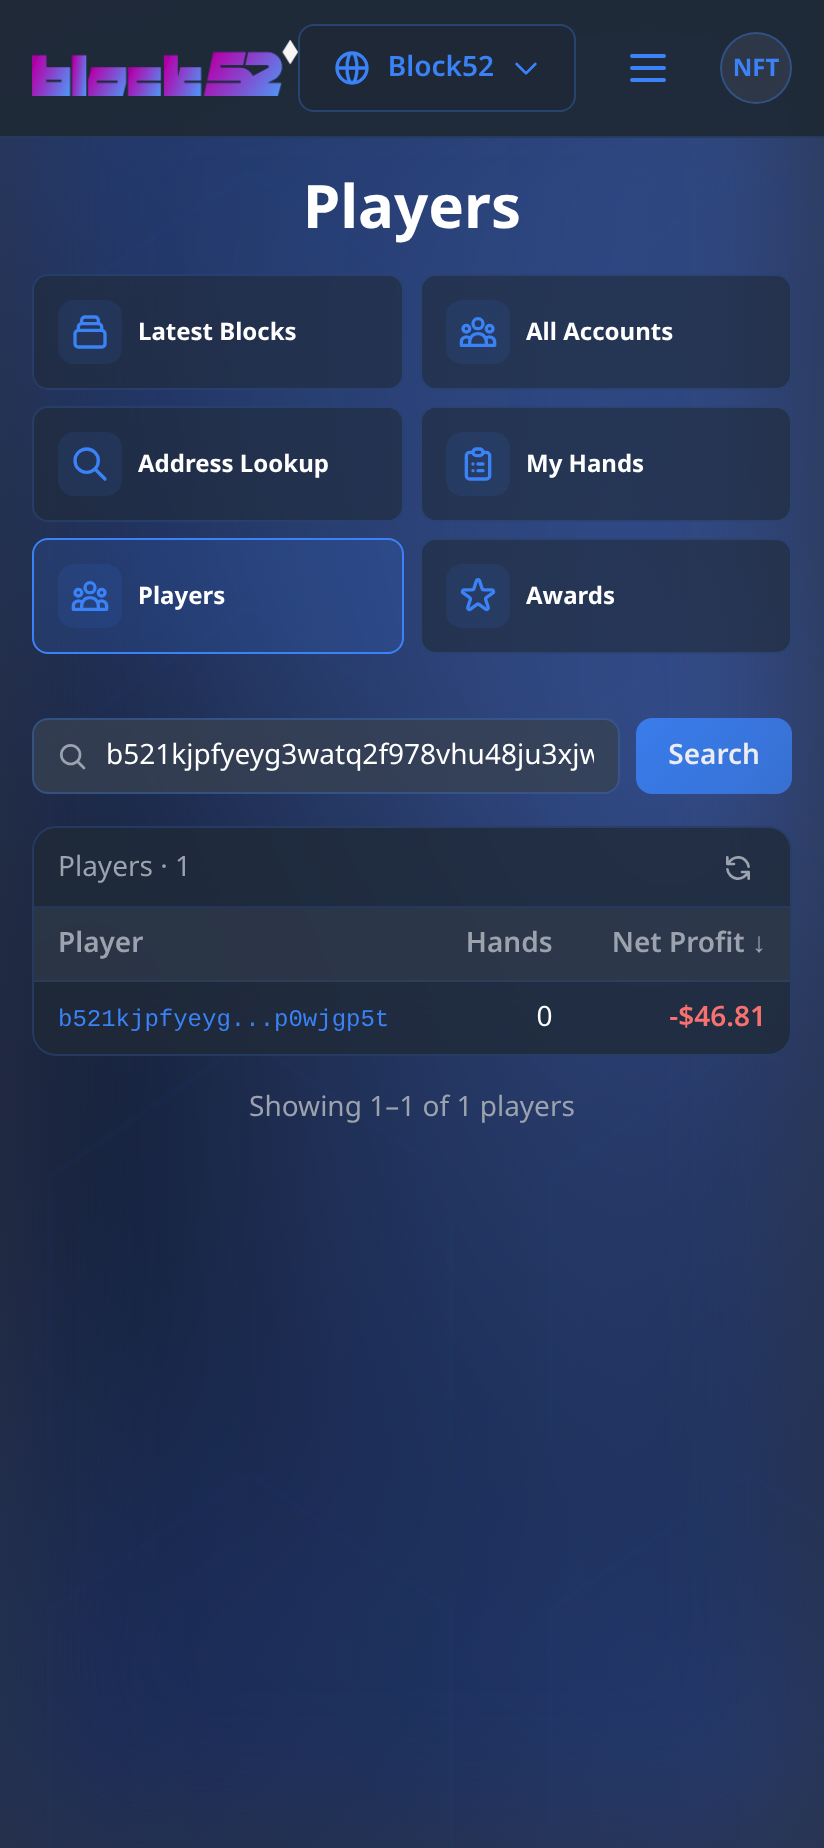 block52
Block52
NFT
Players
Latest Blocks
All Accounts
Address Lookup
My Hands
Players
Awards
b521kjpfyeyg3watq2f978vhu48ju3xjw
Search
Players · 1
Player Hands Net Profit ↓
b521kjpfyeyg...p0wjgp5t 0 -$46.81
Showing 1–1 of 1 players